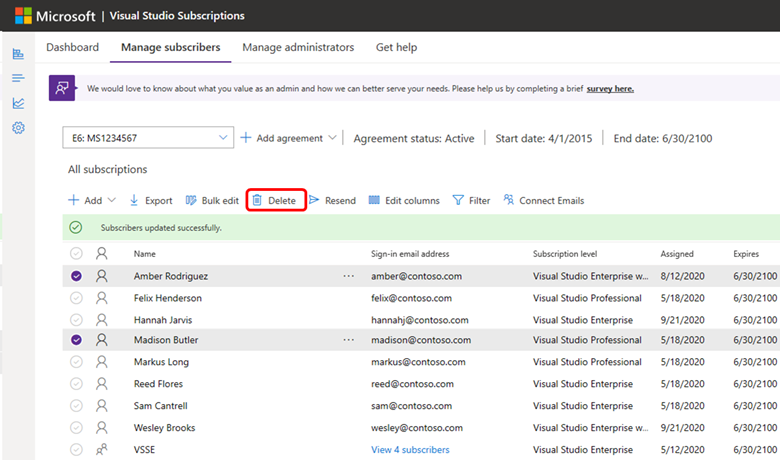 Microsoft | Visual Studio Subscriptions
Dashboard Manage subscribers Manage administrators Get help
We would love to know about what you value as an admin and how we can better serve your needs. Please help us by completing a brief survey here.
E6: MS1234567 Add agreement Agreement status: Active Start date: 4/1/2015 End date: 6/30/2100
All subscriptions
Add Export Bulk edit Delete Resend Edit columns Filter Connect Emails
Subscribers updated successfully.
Name Sign-in email address Subscription level Assigned Expires
Amber Rodriguez ... amber@contoso.com Visual Studio Enterprise w... 8/12/2020 6/30/2100
Felix Henderson felix@contoso.com Visual Studio Professional 5/18/2020 6/30/2100
Hannah Jarvis hannahj@contoso.com Visual Studio Enterprise 9/21/2020 6/30/2100
Madison Butler ... madison@contoso.com Visual Studio Professional 5/18/2020 6/30/2100
Markus Long markus@contoso.com Visual Studio Professional 5/18/2020 6/30/2100
Reed Flores reed@contoso.com Visual Studio Enterprise 5/18/2020 6/30/2100
Sam Cantrell sam@contoso.com Visual Studio Enterprise 5/18/2020 6/30/2100
Wesley Brooks wesley@contoso.com Visual Studio Enterprise 9/21/2020 6/30/2100
VSSE View 4 subscribers Visual Studio Enterprise 5/12/2020 6/30/2100